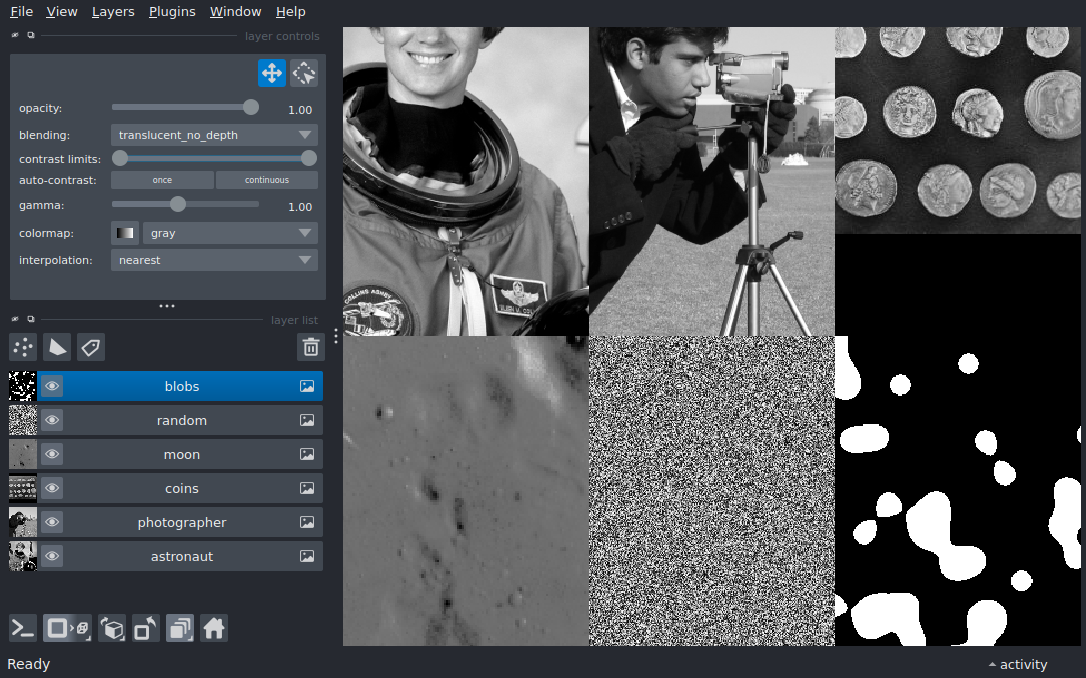 File View Layers Plugins Window Help
layer controls
opacity: 1.00
blending: translucent_no_depth
contrast limits:
auto-contrast: once continuous
gamma: 1.00
colormap: gray
interpolation: nearest
layer list
blobs
random
moon
coins
photographer
astronaut
Ready
activity